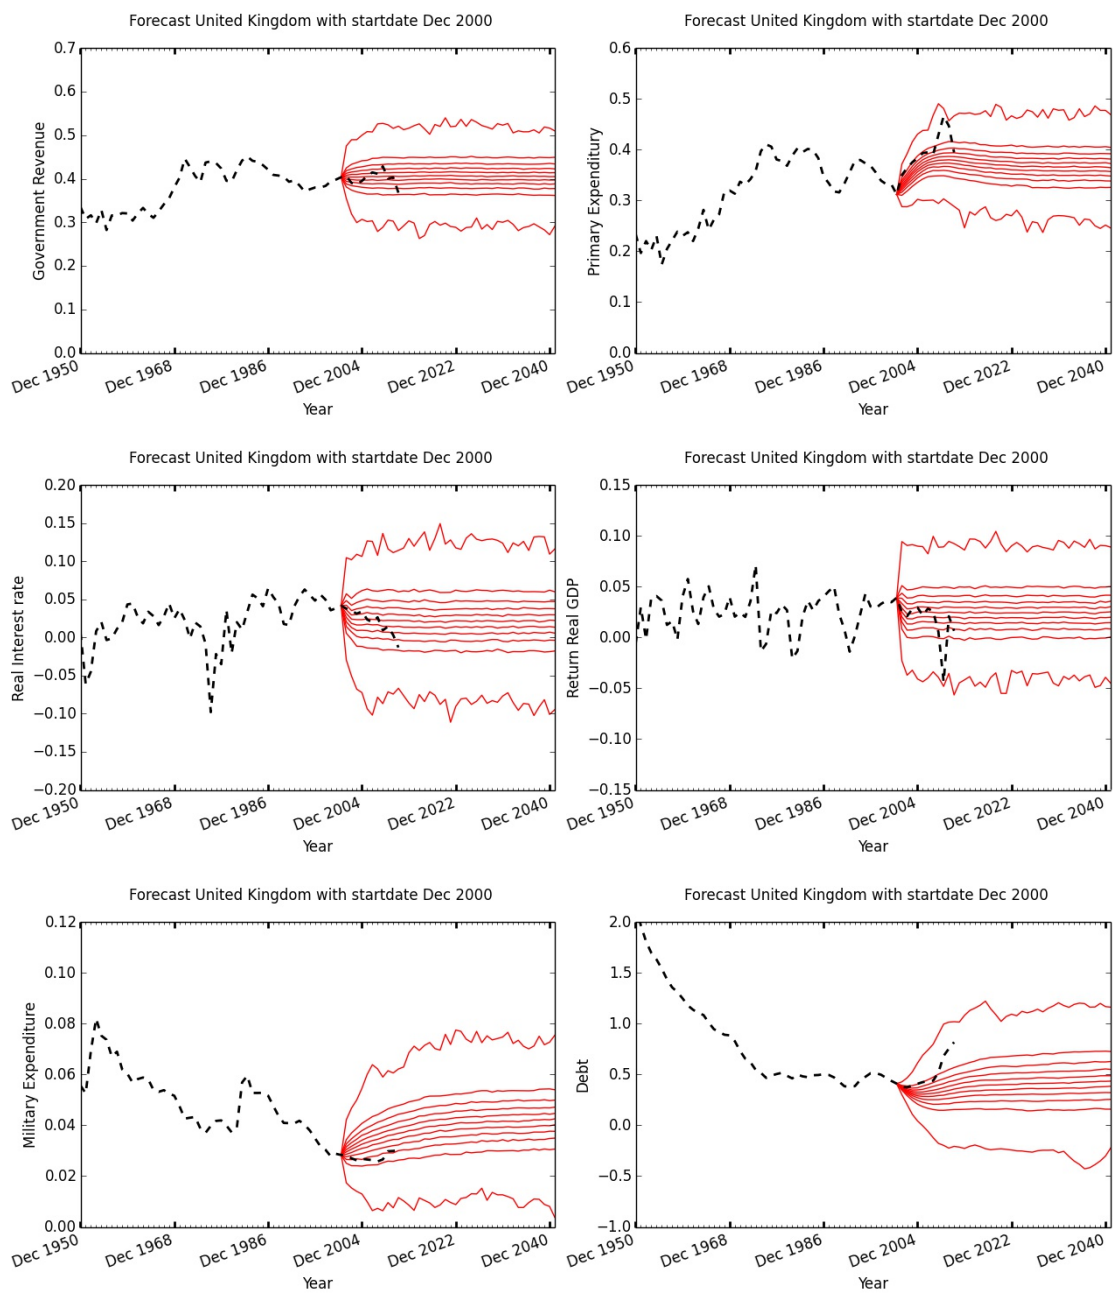 Forecast United Kingdom with startdate Dec 2000
Government Revenue
0.7
0.6
0.5
0.4
0.3
0.2
0.1
0.0
Dec 1950
Dec 1968
Dec 1986
Dec 2004
Dec 2022
Dec 2040
Year
Forecast United Kingdom with startdate Dec 2000
Primary Expenditury
0.6
0.5
0.4
0.3
0.2
0.1
0.0
Dec 1950
Dec 1968
Dec 1986
Dec 2004
Dec 2022
Dec 2040
Year
Forecast United Kingdom with startdate Dec 2000
Real Interest rate
0.20
0.15
0.10
0.05
0.00
−0.05
−0.10
−0.15
−0.20
Dec 1950
Dec 1968
Dec 1986
Dec 2004
Dec 2022
Dec 2040
Year
Forecast United Kingdom with startdate Dec 2000
Return Real GDP
0.15
0.10
0.05
0.00
−0.05
−0.10
−0.15
Dec 1950
Dec 1968
Dec 1986
Dec 2004
Dec 2022
Dec 2040
Year
Forecast United Kingdom with startdate Dec 2000
Military Expenditure
0.12
0.10
0.08
0.06
0.04
0.02
0.00
Dec 1950
Dec 1968
Dec 1986
Dec 2004
Dec 2022
Dec 2040
Year
Forecast United Kingdom with startdate Dec 2000
Debt
2.0
1.5
1.0
0.5
0.0
−0.5
−1.0
Dec 1950
Dec 1968
Dec 1986
Dec 2004
Dec 2022
Dec 2040
Year